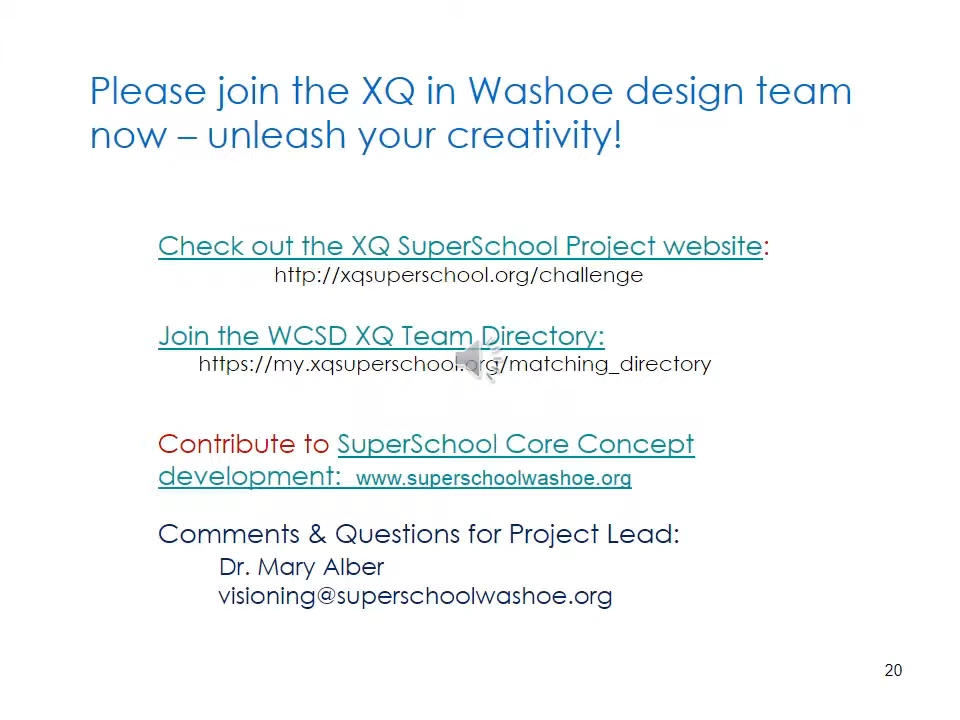 Please join the XQ in Washoe design team
now – unleash your creativity!
Check out the XQ SuperSchool Project website:
http://xqsuperschool.org/challenge
Join the WCSD XQ Team Directory:
https://my.xqsuperschool.org/matching_directory
Contribute to SuperSchool Core Concept
development: www.superschoolwashoe.org
Comments & Questions for Project Lead:
Dr. Mary Alber
visioning@superschoolwashoe.org
20